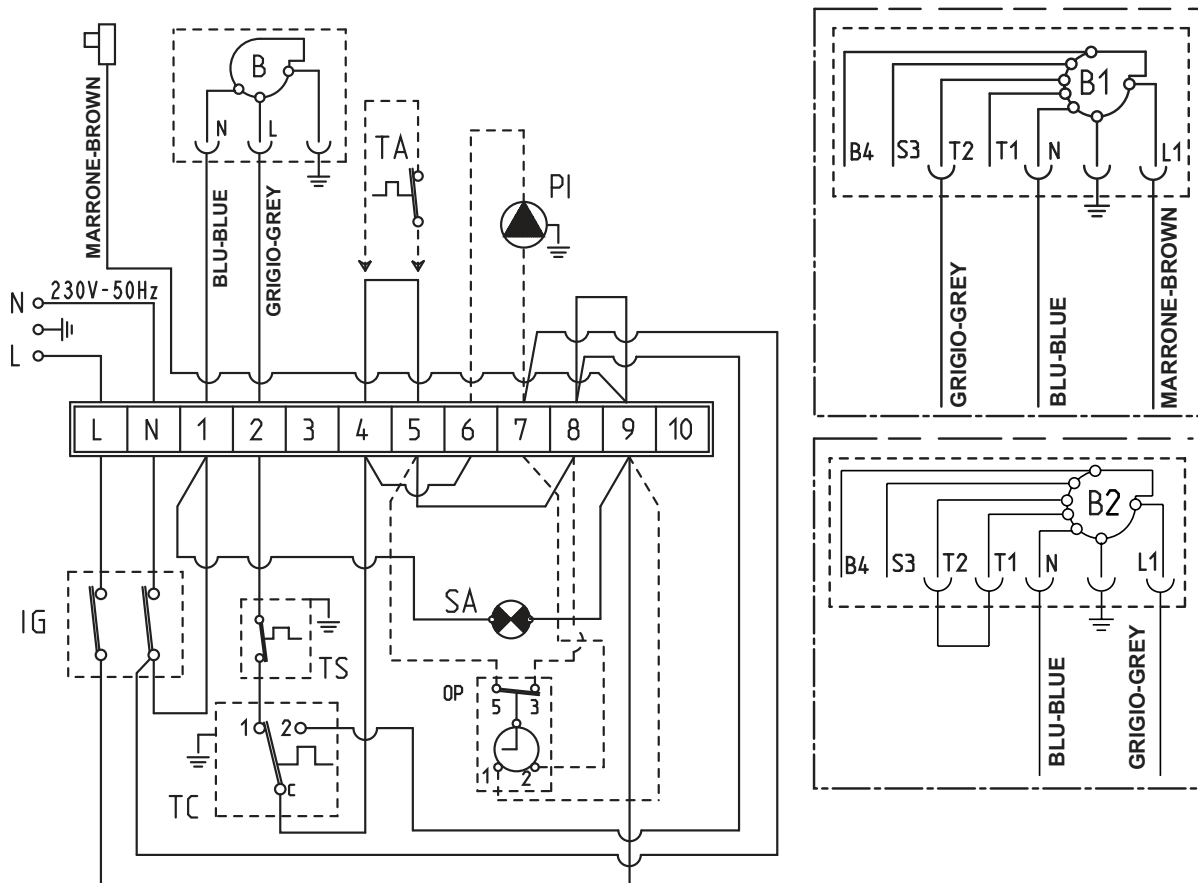 MARRONE-BROWN
B
N L
BLU-BLUE
GRIGIO-GREY
TA
PI
N 230V-50Hz
L
L N 1 2 3 4 5 6 7 8 9 10
IG
TS
SA
OP
5 3
1 2
1 2
C
TC
B1
B4 S3 T2 T1 N L1
GRIGIO-GREY
BLU-BLUE
MARRONE-BROWN
B2
B4 S3 T2 T1 N L1
BLU-BLUE
GRIGIO-GREY